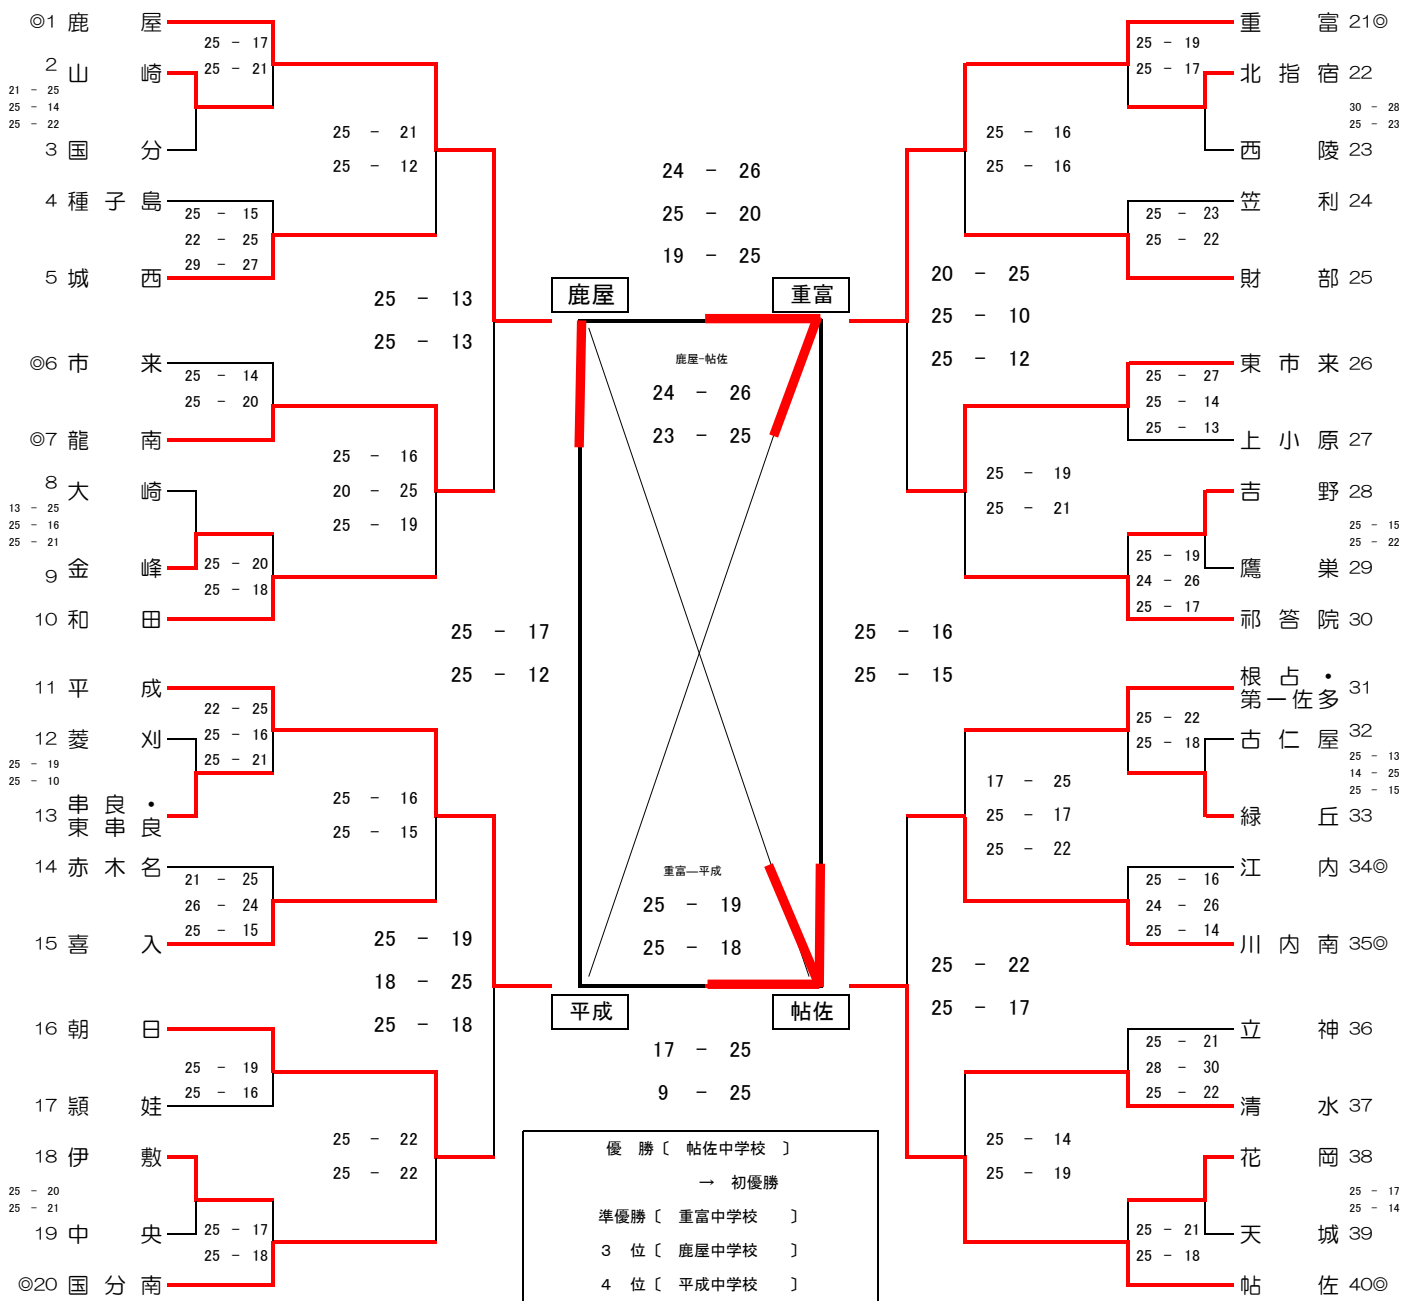 ◎1 鹿 屋
25 - 17
25 - 21
2 山 崎
21 - 25
25 - 14
25 - 22
3 国 分
25 - 21
25 - 12
4 種 子 島
25 - 15
22 - 25
29 - 27
5 城 西
25 - 13
25 - 13
◎6 市 来
25 - 14
25 - 20
◎7 龍 南
25 - 16
20 - 25
25 - 19
8 大 崎
13 - 25
25 - 16
25 - 21
9 金 峰
25 - 20
25 - 18
10 和 田
25 - 17
25 - 12
11 平 成
22 - 25
25 - 16
25 - 21
12 菱 刈
25 - 19
25 - 10
13 串 良 ・
東 串 良
25 - 16
25 - 15
14 赤 木 名
21 - 25
26 - 24
25 - 15
15 喜 入
25 - 19
18 - 25
25 - 18
16 朝 日
25 - 19
25 - 16
17 頴 娃
25 - 22
25 - 22
18 伊 敷
25 - 20
25 - 21
19 中 央
25 - 17
25 - 18
◎20 国 分 南
24 - 26
25 - 20
19 - 25
鹿屋
重富
鹿屋-帖佐
24 - 26
23 - 25
重富―平成
25 - 19
25 - 18
平成
帖佐
17 - 25
9 - 25
優 勝〔 帖佐中学校 〕
→ 初優勝
準優勝〔 重富中学校 〕
3 位〔 鹿屋中学校 〕
4 位〔 平成中学校 〕
重 富 21◎
25 - 19
25 - 17
北 指 宿 22
30 - 28
25 - 23
西 陵 23
25 - 16
25 - 16
笠 利 24
25 - 23
25 - 22
財 部 25
20 - 25
25 - 10
25 - 12
東 市 来 26
25 - 27
25 - 14
25 - 13
上 小 原 27
25 - 19
25 - 21
吉 野 28
25 - 15
25 - 22
鷹 巣 29
25 - 19
24 - 26
25 - 17
祁 答 院 30
25 - 16
25 - 15
根 占 ・
第 一 佐 多 31
25 - 22
25 - 18
古 仁 屋 32
25 - 13
14 - 25
25 - 15
緑 丘 33
17 - 25
25 - 17
25 - 22
江 内 34◎
25 - 16
24 - 26
25 - 14
川 内 南 35◎
25 - 22
25 - 17
立 神 36
25 - 21
28 - 30
25 - 22
清 水 37
25 - 14
25 - 19
花 岡 38
25 - 17
25 - 14
天 城 39
25 - 21
25 - 18
帖 佐 40◎